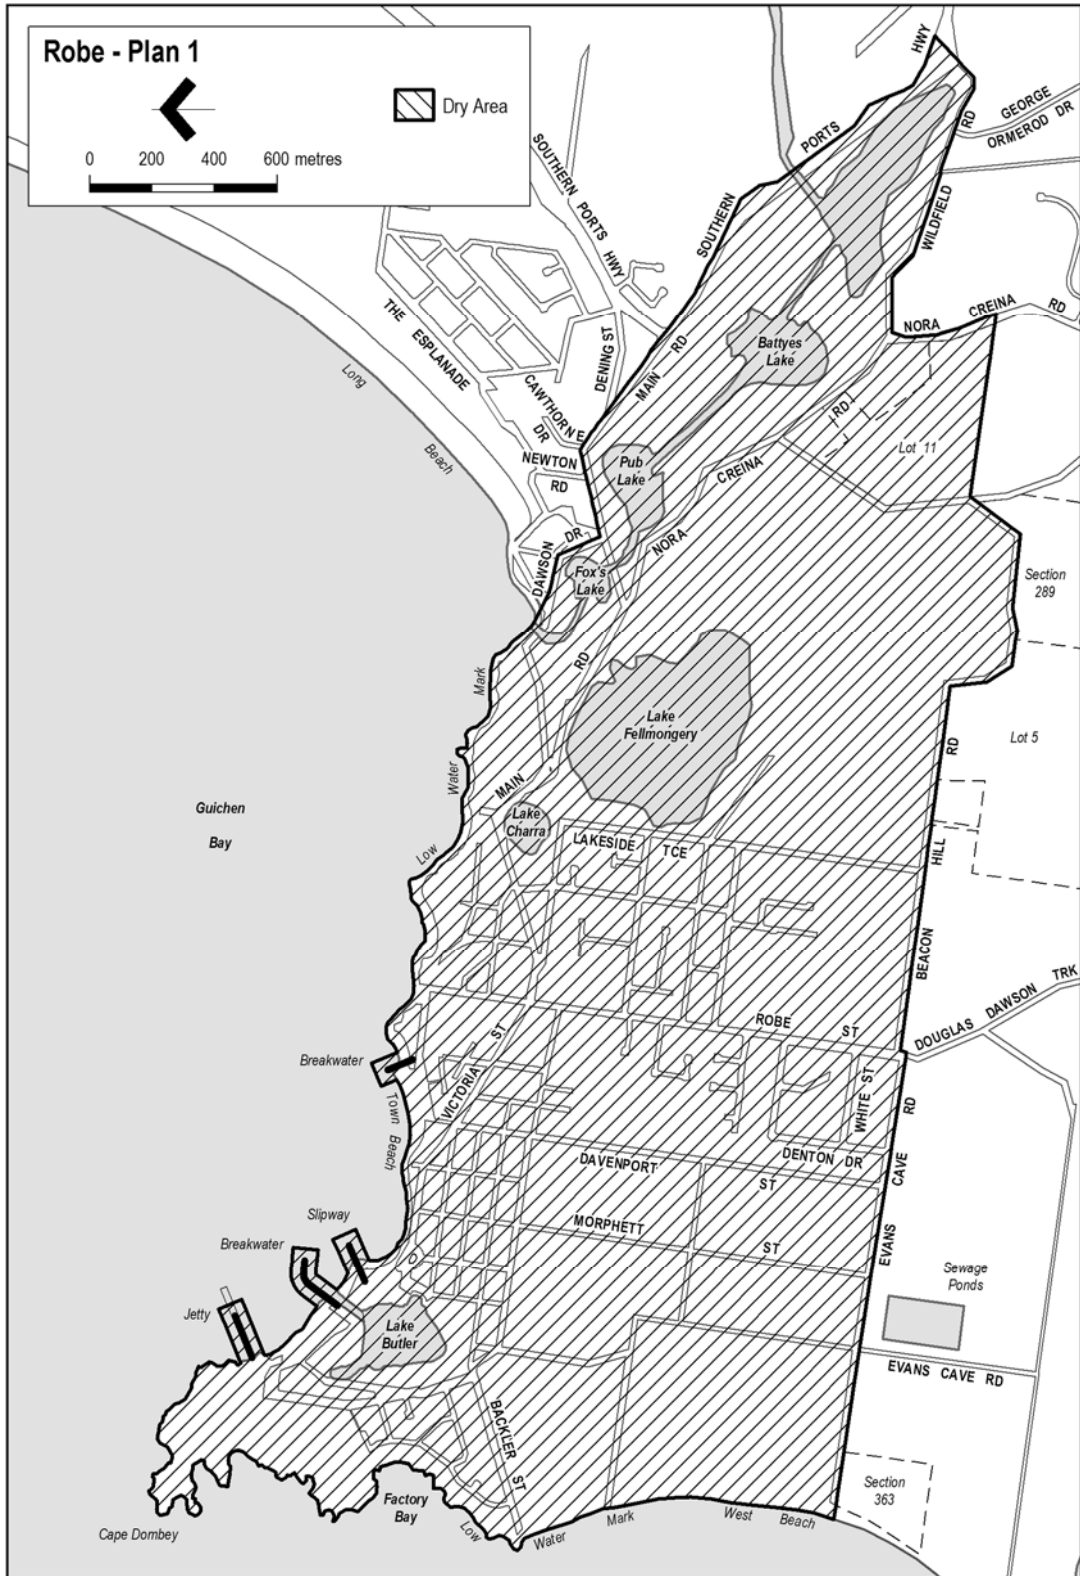 Robe - Plan 1
Dry Area
0 200 400 600 metres
HWY
PORTS
SOUTHERN
GEORGE
ORMEROD DR
RD
WILDFIELD
SOUTHERN PORTS HWY
NORA CREINA RD
THE ESPLANADE
Long
Beach
DENING ST
MAIN RD
Battyes
Lake
CAWTHORNE
DR
NEWTON
RD
Pub
Lake
RD
CREINA
NORA
Lot 11
DAWSON DR
Fox's
Lake
Section
289
RD
Mark
Water
Low
Lake
Fellmongery
MAIN
RD
Lot 5
Guichen
Bay
Lake
Charra
LAKESIDE TCE
HILL
BEACON
DOUGLAS DAWSON TRK
ROBE ST
VICTORIA ST
Breakwater
Town Beach
WHITE ST
RD
DENTON DR
DAVENPORT ST
CAVE
EVANS
MORPHETT ST
Slipway
Breakwater
Jetty
Lake
Butler
Sewage
Ponds
EVANS CAVE RD
BACKLER ST
Section
363
Factory
Bay
Cape Dombey
Low Water Mark
West Beach